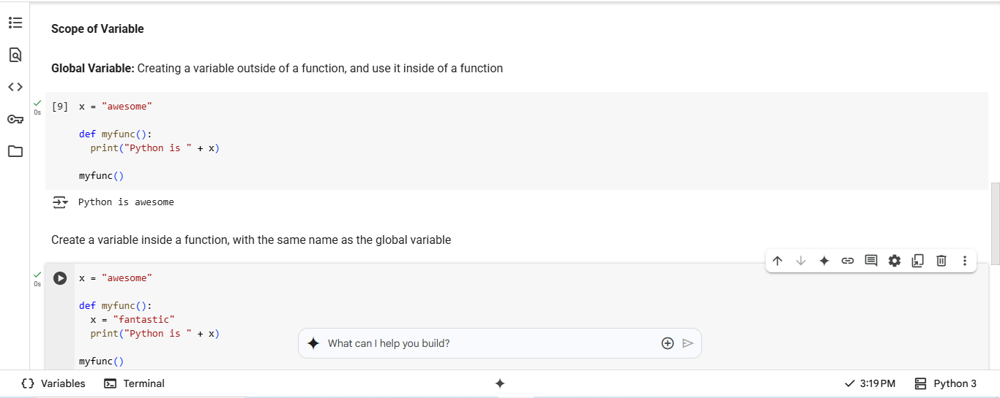 Scope of Variable
Global Variable: Creating a variable outside of a function, and use it inside of a function
0s
[9] x = "awesome"
def myfunc():
  print("Python is " + x)
myfunc()
Python is awesome
Create a variable inside a function, with the same name as the global variable
0s
x = "awesome"
def myfunc():
  x = "fantastic"
  print("Python is " + x)
What can I help you build?
myfunc()
{} Variables Terminal 3:19 PM Python 3